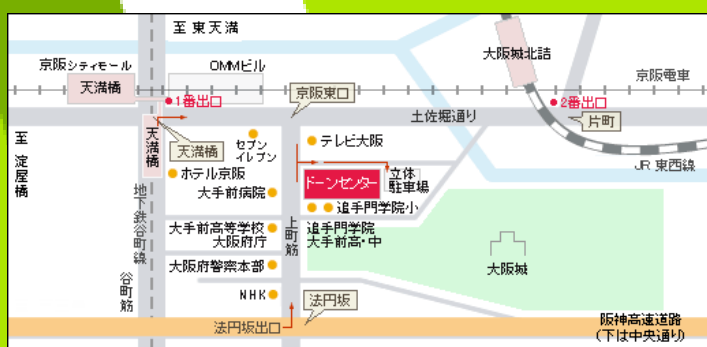 至 東天満
京阪シティモール
OMMビル
大阪城北詰
天満橋
京阪電車
1番出口
京阪東口
2番出口
土佐堀通り
片町
至 淀屋橋
天満橋
天満橋
セブン
イレブン
テレビ大阪
JR 東西線
ホテル京阪
ドーンセンター
立体
駐車場
大手前病院
追手門学院小
地下鉄谷町線
大手前高等学校
大阪府庁
上町筋
追手門学院
大手前高・中
大阪城
大阪府警察本部
谷町筋
NHK
法円坂
法円坂出口
阪神高速道路
(下は中央通り)